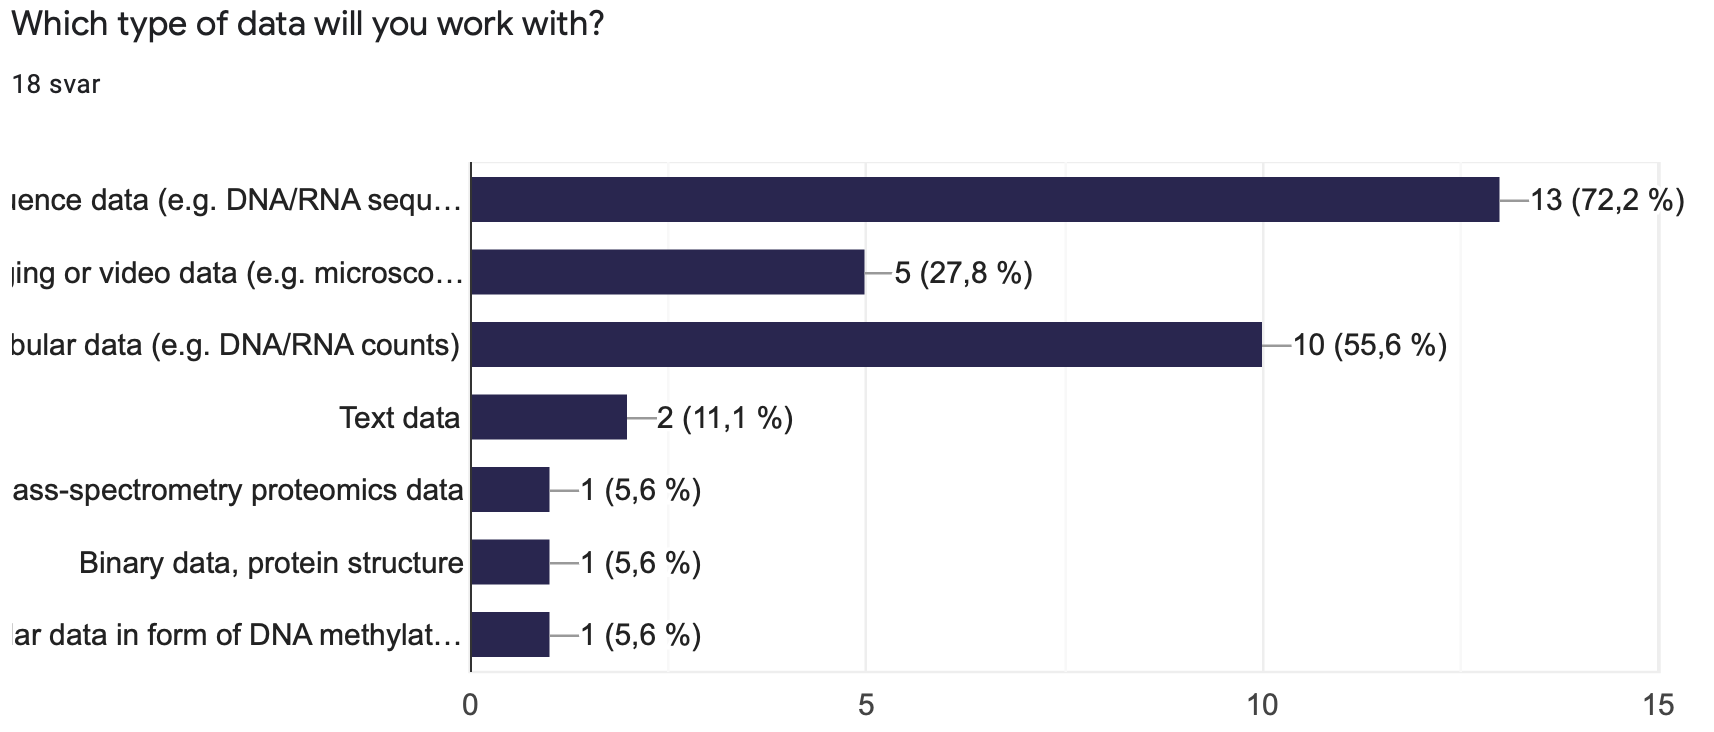 Which type of data will you work with?
18 svar
uence data (e.g. DNA/RNA sequ… 13 (72,2 %)
ging or video data (e.g. microsco… 5 (27,8 %)
bular data (e.g. DNA/RNA counts) 10 (55,6 %)
Text data 2 (11,1 %)
ass-spectrometry proteomics data 1 (5,6 %)
Binary data, protein structure 1 (5,6 %)
ar data in form of DNA methylat… 1 (5,6 %)
0 5 10 15